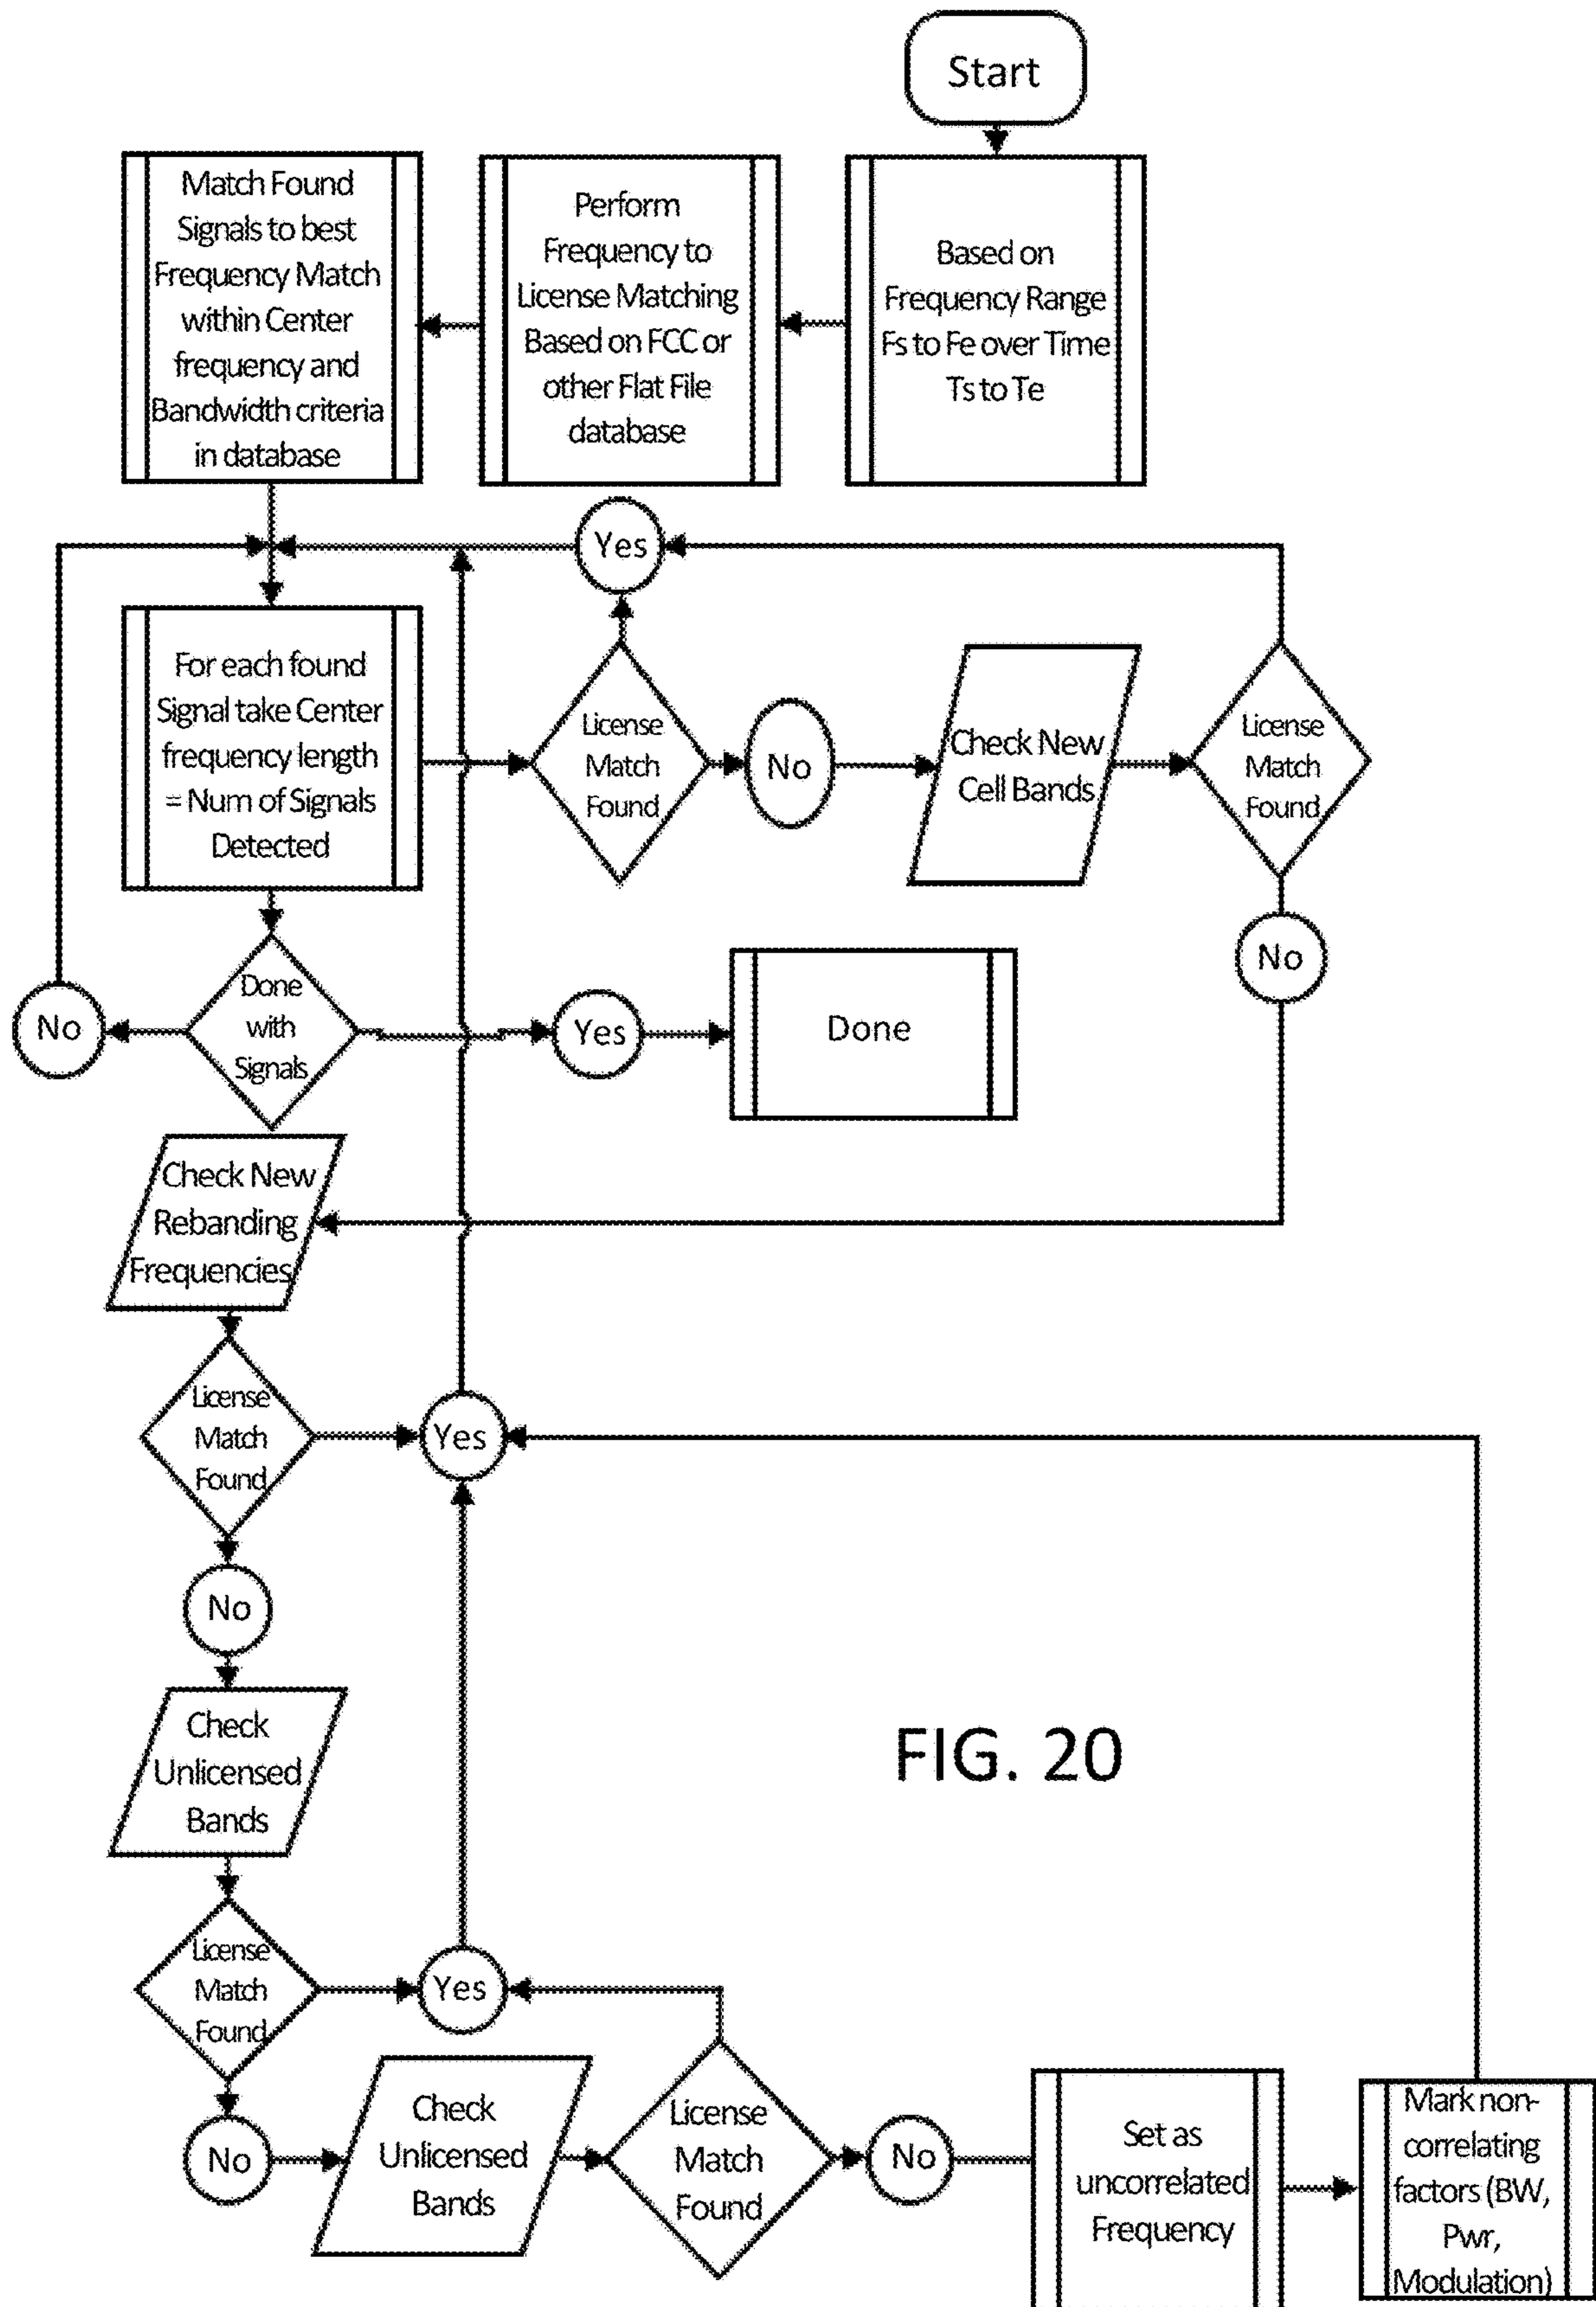 Start
Match Found
Signals to best
Frequency Match
within Center
frequency and
Bandwidth criteria
in database
Perform
Frequency to
License Matching
Based on FCC or
other Flat File
database
Based on
Frequency Range
Fs to Fe over Time
Ts to Te
Yes
For each found
Signal take Center
frequency length
= Num of Signals
Detected
License
Match
Found
No
Check New
Cell Bands
License
Match
Found
No
No
Done
with
Signals
Yes
Done
Check New
Rebanding
Frequencies
License
Match
Found
Yes
No
Check
Unlicensed
Bands
FIG. 20
License
Match
Found
Yes
No
Check
Unlicensed
Bands
License
Match
Found
No
Set as
uncorrelated
Frequency
Mark non-
correlating
factors (BW,
Pwr,
Modulation)